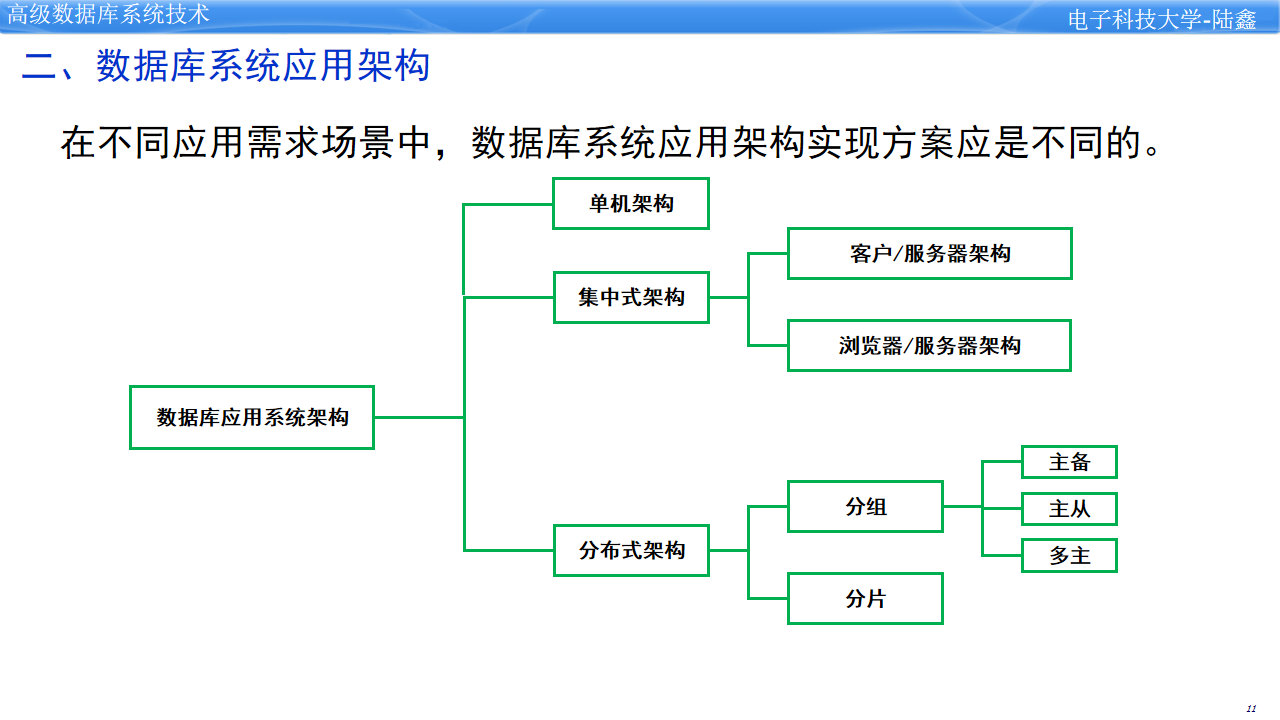 高级数据库系统技术
电子科技大学-陆鑫
二、数据库系统应用架构
在不同应用需求场景中，数据库系统应用架构实现方案应是不同的。
单机架构
客户/服务器架构
集中式架构
浏览器/服务器架构
数据库应用系统架构
主备
分组
主从
分布式架构
多主
分片
11